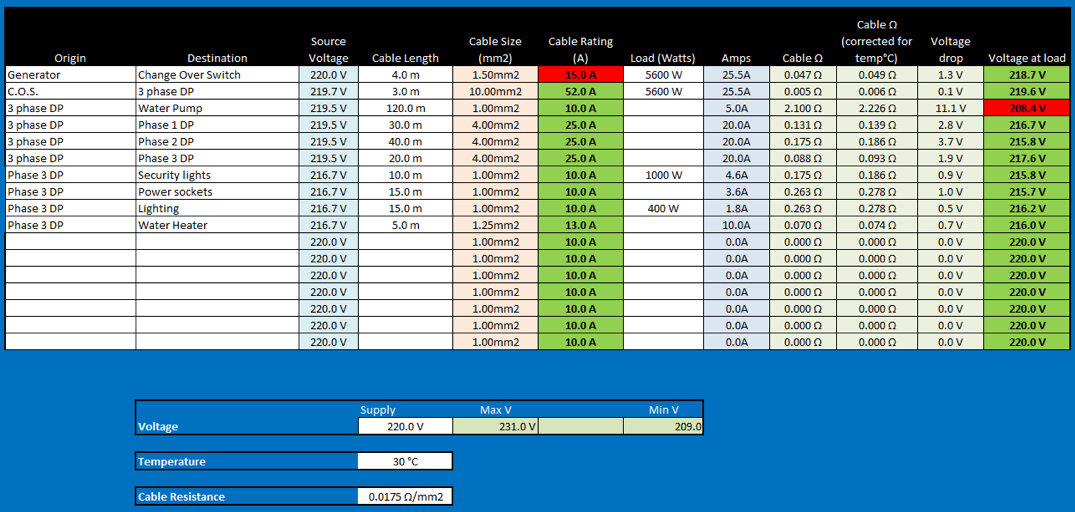 Origin Destination Source Voltage Cable Length Cable Size (mm2) Cable Rating (A) Load (Watts) Amps Cable Ω Cable Ω (corrected for temp°C) Voltage drop Voltage at load
Generator Change Over Switch 220.0 V 4.0 m 1.50mm2 15.0 A 5600 W 25.5A 0.047 Ω 0.049 Ω 1.3 V 218.7 V
C.O.S. 3 phase DP 219.7 V 3.0 m 10.00mm2 52.0 A 5600 W 25.5A 0.005 Ω 0.006 Ω 0.1 V 219.6 V
3 phase DP Water Pump 219.5 V 120.0 m 1.00mm2 10.0 A 5.0A 2.100 Ω 2.226 Ω 11.1 V 208.4 V
3 phase DP Phase 1 DP 219.5 V 30.0 m 4.00mm2 25.0 A 20.0A 0.131 Ω 0.139 Ω 2.8 V 216.7 V
3 phase DP Phase 2 DP 219.5 V 40.0 m 4.00mm2 25.0 A 20.0A 0.175 Ω 0.186 Ω 3.7 V 215.8 V
3 phase DP Phase 3 DP 219.5 V 20.0 m 4.00mm2 25.0 A 20.0A 0.088 Ω 0.093 Ω 1.9 V 217.6 V
Phase 3 DP Security lights 216.7 V 10.0 m 1.00mm2 10.0 A 1000 W 4.6A 0.175 Ω 0.186 Ω 0.9 V 215.8 V
Phase 3 DP Power sockets 216.7 V 15.0 m 1.00mm2 10.0 A 3.6A 0.263 Ω 0.278 Ω 1.0 V 215.7 V
Phase 3 DP Lighting 216.7 V 15.0 m 1.00mm2 10.0 A 400 W 1.8A 0.263 Ω 0.278 Ω 0.5 V 216.2 V
Phase 3 DP Water Heater 216.7 V 5.0 m 1.25mm2 13.0 A 10.0A 0.070 Ω 0.074 Ω 0.7 V 216.0 V
220.0 V 1.00mm2 10.0 A 0.0A 0.000 Ω 0.000 Ω 0.0 V 220.0 V
220.0 V 1.00mm2 10.0 A 0.0A 0.000 Ω 0.000 Ω 0.0 V 220.0 V
220.0 V 1.00mm2 10.0 A 0.0A 0.000 Ω 0.000 Ω 0.0 V 220.0 V
220.0 V 1.00mm2 10.0 A 0.0A 0.000 Ω 0.000 Ω 0.0 V 220.0 V
220.0 V 1.00mm2 10.0 A 0.0A 0.000 Ω 0.000 Ω 0.0 V 220.0 V
220.0 V 1.00mm2 10.0 A 0.0A 0.000 Ω 0.000 Ω 0.0 V 220.0 V
220.0 V 1.00mm2 10.0 A 0.0A 0.000 Ω 0.000 Ω 0.0 V 220.0 V
Supply Max V Min V
Voltage 220.0 V 231.0 V 209.0
Temperature 30 °C
Cable Resistance 0.0175 Ω/mm2